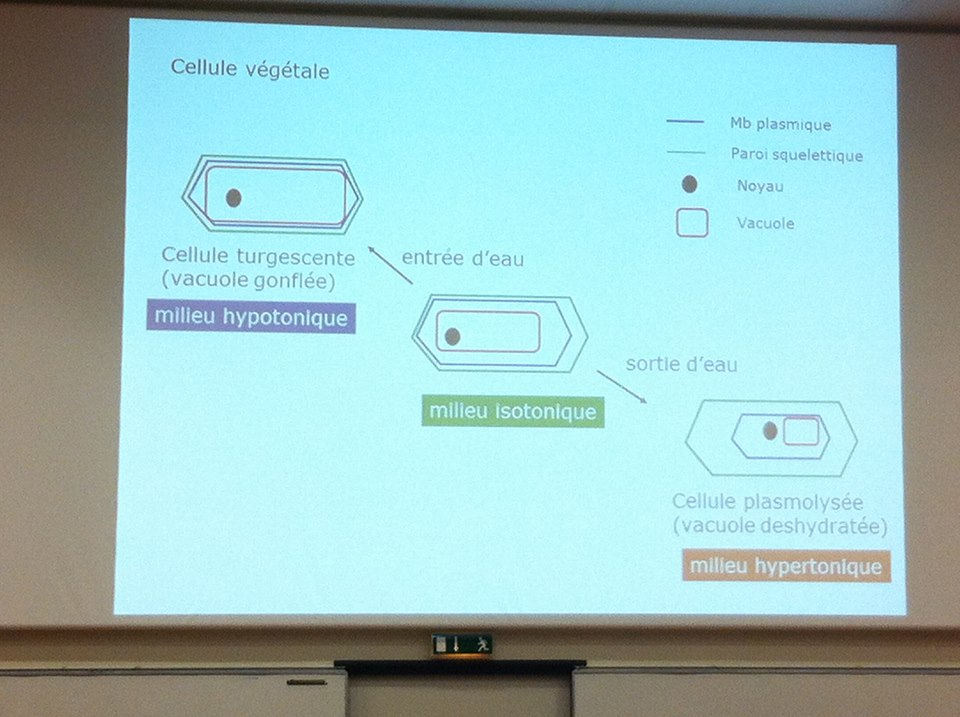 Cellule végétale
Mb plasmique
Paroi squelettique
Noyau
Vacuole
Cellule turgescente
(vacuole gonflée)
milieu hypotonique
entrée d'eau
milieu isotonique
sortie d'eau
Cellule plasmolysée
(vacuole deshydratée)
milieu hypertonique